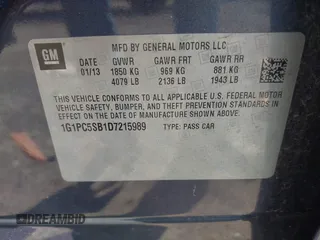 GM
MFD BY GENERAL MOTORS LLC
DATE GVWR GAWR FRT GAWR RR
01/13 1850 KG 969 KG 881 KG
4079 LB 2136 LB 1943 LB
THIS VEHICLE CONFORMS TO ALL APPLICABLE U.S. FEDERAL MOTOR
VEHICLE SAFETY, BUMPER, AND THEFT PREVENTION STANDARDS
IN EFFECT ON THE DATE OF MANUFACTURE SHOWN ABOVE.
1G1PC5SB1D7215989 TYPE: PASS CAR
DREAMBID